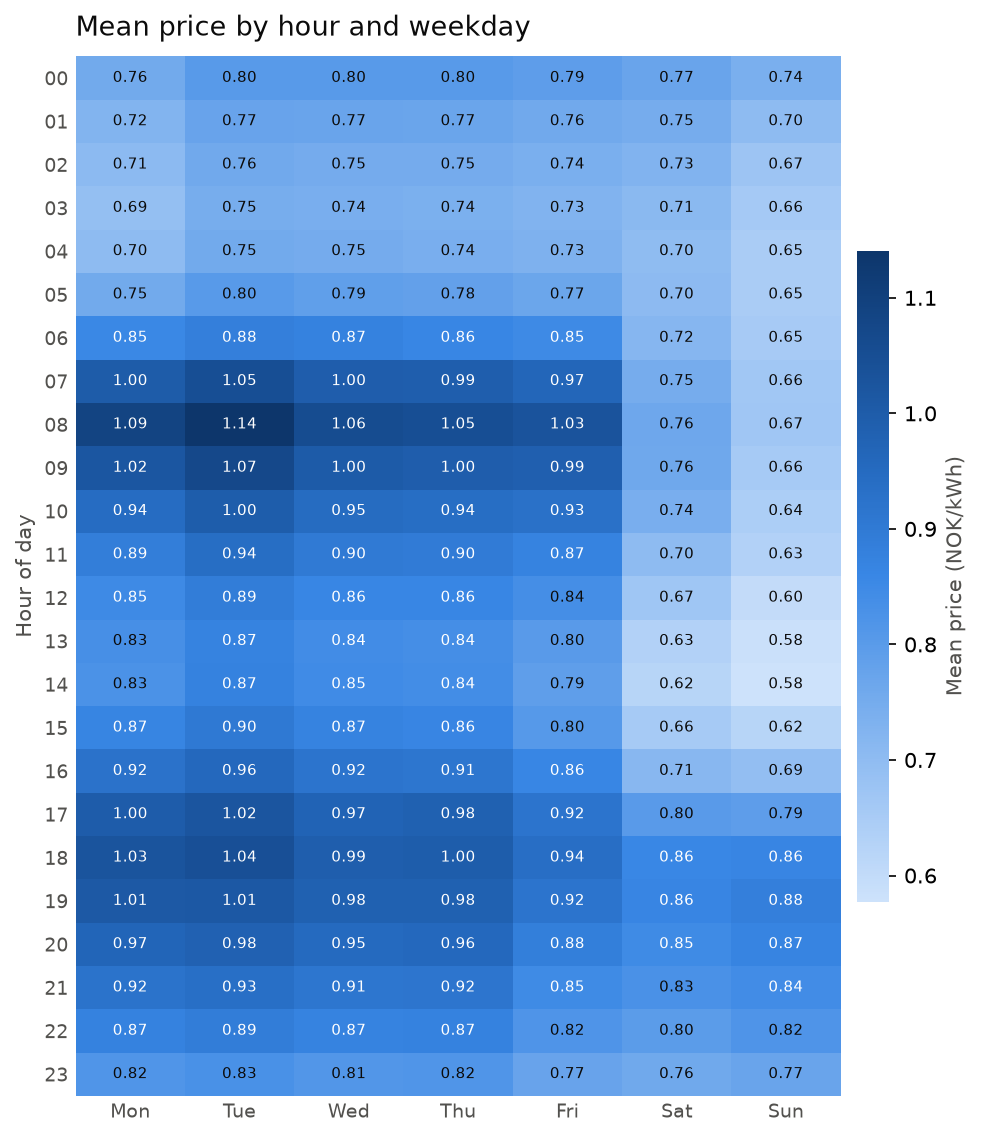 Mean price by hour and weekday
00 0.76 0.80 0.80 0.80 0.79 0.77 0.74
01 0.72 0.77 0.77 0.77 0.76 0.75 0.70
02 0.71 0.76 0.75 0.75 0.74 0.73 0.67
03 0.69 0.75 0.74 0.74 0.73 0.71 0.66
04 0.70 0.75 0.75 0.74 0.73 0.70 0.65
05 0.75 0.80 0.79 0.78 0.77 0.70 0.65
06 0.85 0.88 0.87 0.86 0.85 0.72 0.65
07 1.00 1.05 1.00 0.99 0.97 0.75 0.66
08 1.09 1.14 1.06 1.05 1.03 0.76 0.67
09 1.02 1.07 1.00 1.00 0.99 0.76 0.66
10 0.94 1.00 0.95 0.94 0.93 0.74 0.64
11 0.89 0.94 0.90 0.90 0.87 0.70 0.63
12 0.85 0.89 0.86 0.86 0.84 0.67 0.60
13 0.83 0.87 0.84 0.84 0.80 0.63 0.58
14 0.83 0.87 0.85 0.84 0.79 0.62 0.58
15 0.87 0.90 0.87 0.86 0.80 0.66 0.62
16 0.92 0.96 0.92 0.91 0.86 0.71 0.69
17 1.00 1.02 0.97 0.98 0.92 0.80 0.79
18 1.03 1.04 0.99 1.00 0.94 0.86 0.86
19 1.01 1.01 0.98 0.98 0.92 0.86 0.88
20 0.97 0.98 0.95 0.96 0.88 0.85 0.87
21 0.92 0.93 0.91 0.92 0.85 0.83 0.84
22 0.87 0.89 0.87 0.87 0.82 0.80 0.82
23 0.82 0.83 0.81 0.82 0.77 0.76 0.77
Mon Tue Wed Thu Fri Sat Sun
Hour of day
1.1
1.0
0.9
0.8
0.7
0.6
Mean price (NOK/kWh)